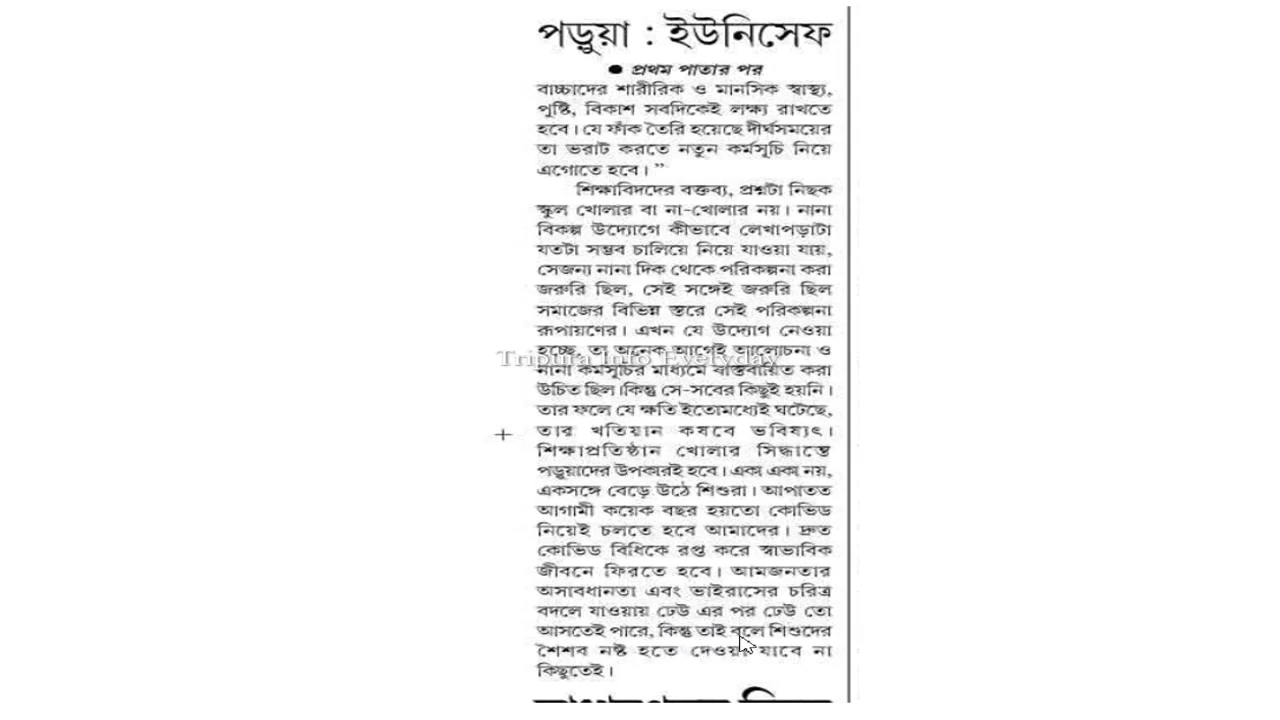 পড়ুয়া : ইউনিসেফ
● প্রথম পাতার পর
বাচ্চাদের শারীরিক ও মানসিক স্বাস্থ্য,
পুষ্টি, বিকাশ সবদিকেই লক্ষ্য রাখতে
হবে। যে ফাঁক তৈরি হয়েছে দীর্ঘসময়ের
তা ভরাট করতে নতুন কর্মসূচি নিয়ে
এগোতে হবে।”
শিক্ষাবিদদের বক্তব্য, প্রশ্নটা নিছক
স্কুল খোলার বা না-খোলার নয়। নানা
বিকল্প উদ্যোগে কীভাবে লেখাপড়াটা
যতটা সম্ভব চালিয়ে নিয়ে যাওয়া যায়,
সেজন্য নানা দিক থেকে পরিকল্পনা করা
জরুরি ছিল, সেই সঙ্গেই জরুরি ছিল
সমাজের বিভিন্ন স্তরে সেই পরিকল্পনা
রূপায়ণের। এখন যে উদ্যোগ নেওয়া
হচ্ছে, তা অনেক আগেই আলোচনা ও
Tripura Info Everyday
নানা কর্মসূচির মাধ্যমে বাস্তবায়িত করা
উচিত ছিল।কিন্তু সে-সবের কিছুই হয়নি।
তার ফলে যে ক্ষতি ইতোমধ্যেই ঘটেছে,
তার খতিয়ান কষবে ভবিষ্যৎ।
শিক্ষাপ্রতিষ্ঠান খোলার সিদ্ধান্তে
পড়ুয়াদের উপকারই হবে। একা একা নয়,
একসঙ্গে বেড়ে উঠে শিশুরা। আপাতত
আগামী কয়েক বছর হয়তো কোভিড
নিয়েই চলতে হবে আমাদের। দ্রুত
কোভিড বিধিকে রপ্ত করে স্বাভাবিক
জীবনে ফিরতে হবে। আমজনতার
অসাবধানতা এবং ভাইরাসের চরিত্র
বদলে যাওয়ায় ঢেউ এর পর ঢেউ তো
আসতেই পারে, কিন্তু তাই বলে শিশুদের
শৈশব নষ্ট হতে দেওয়া যাবে না
কিছুতেই।